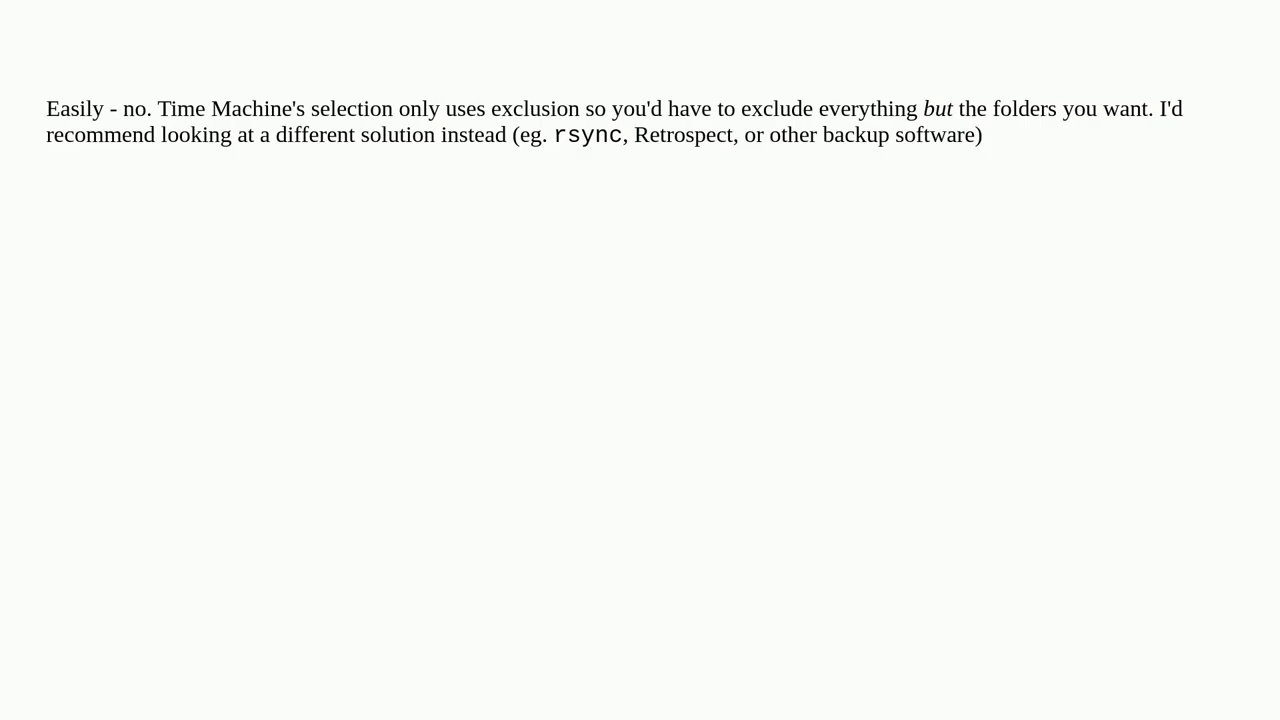 Easily - no. Time Machine's selection only uses exclusion so you'd have to exclude everything but the folders you want. I'd
recommend looking at a different solution instead (eg. rsync, Retrospect, or other backup software)